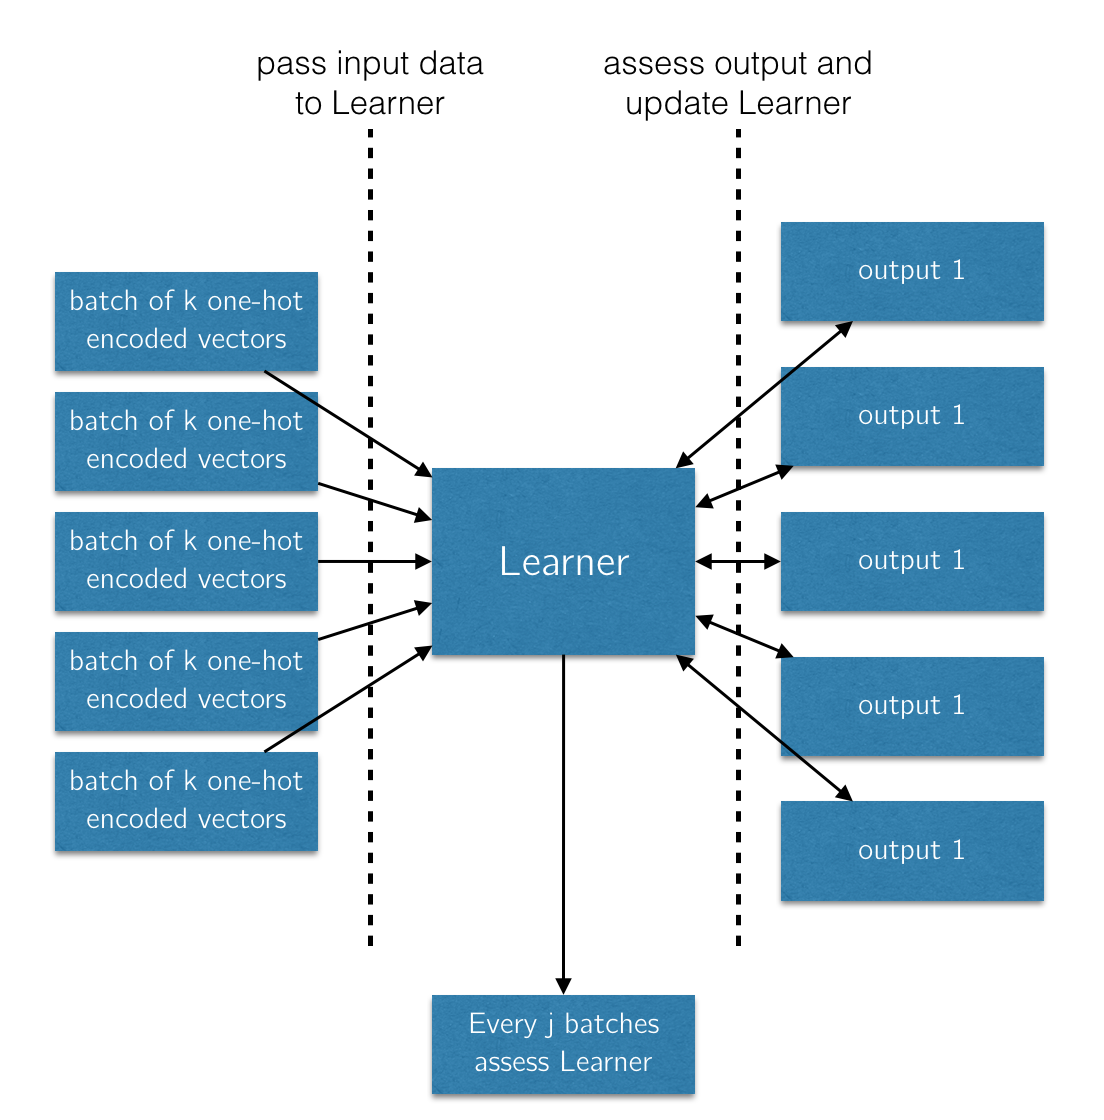 pass input data
to Learner
assess output and
update Learner
batch of k one-hot
encoded vectors
batch of k one-hot
encoded vectors
batch of k one-hot
encoded vectors
batch of k one-hot
encoded vectors
batch of k one-hot
encoded vectors
Learner
output 1
output 1
output 1
output 1
output 1
Every j batches
assess Learner